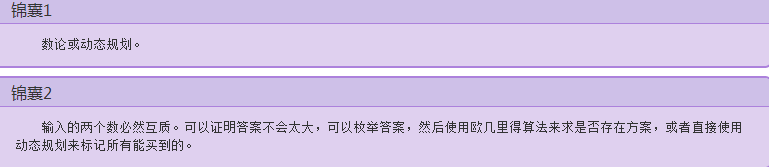 锦囊1
数论或动态规划。
锦囊2
输入的两个数必然互质。可以证明答案不会太大，可以枚举答案，然后使用欧几里得算法来求是否存在方案，或者直接使用
动态规划来标记所有能买到的。